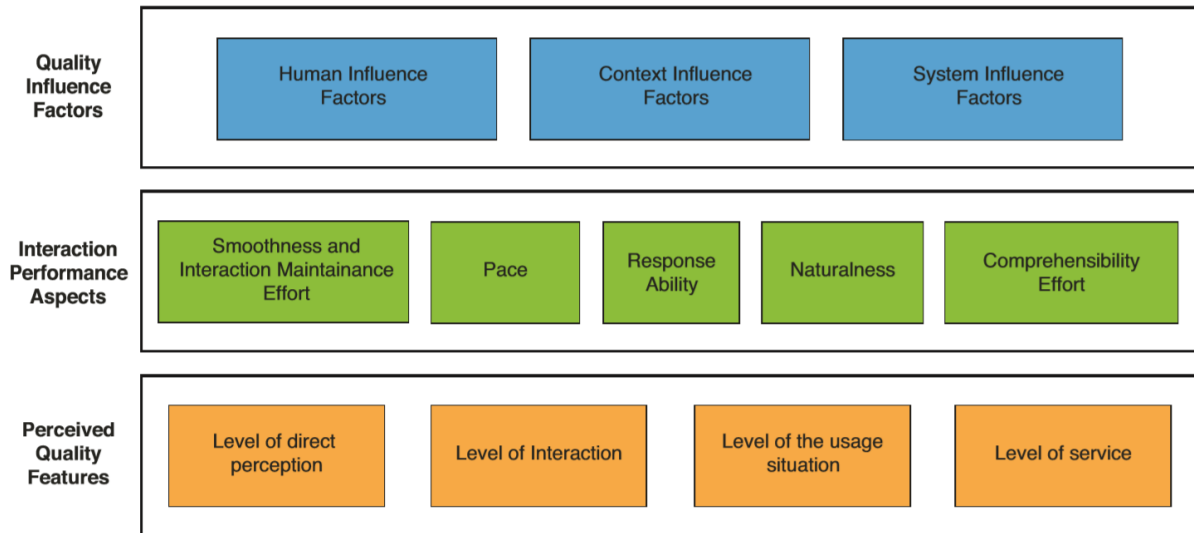 Quality
Influence
Factors
Human Influence
Factors
Context Influence
Factors
System Influence
Factors
Interaction
Performance
Aspects
Smoothness and
Interaction Maintainance
Effort
Pace
Response
Ability
Naturalness
Comprehensibility
Effort
Perceived
Quality
Features
Level of direct
perception
Level of Interaction
Level of the usage
situation
Level of service